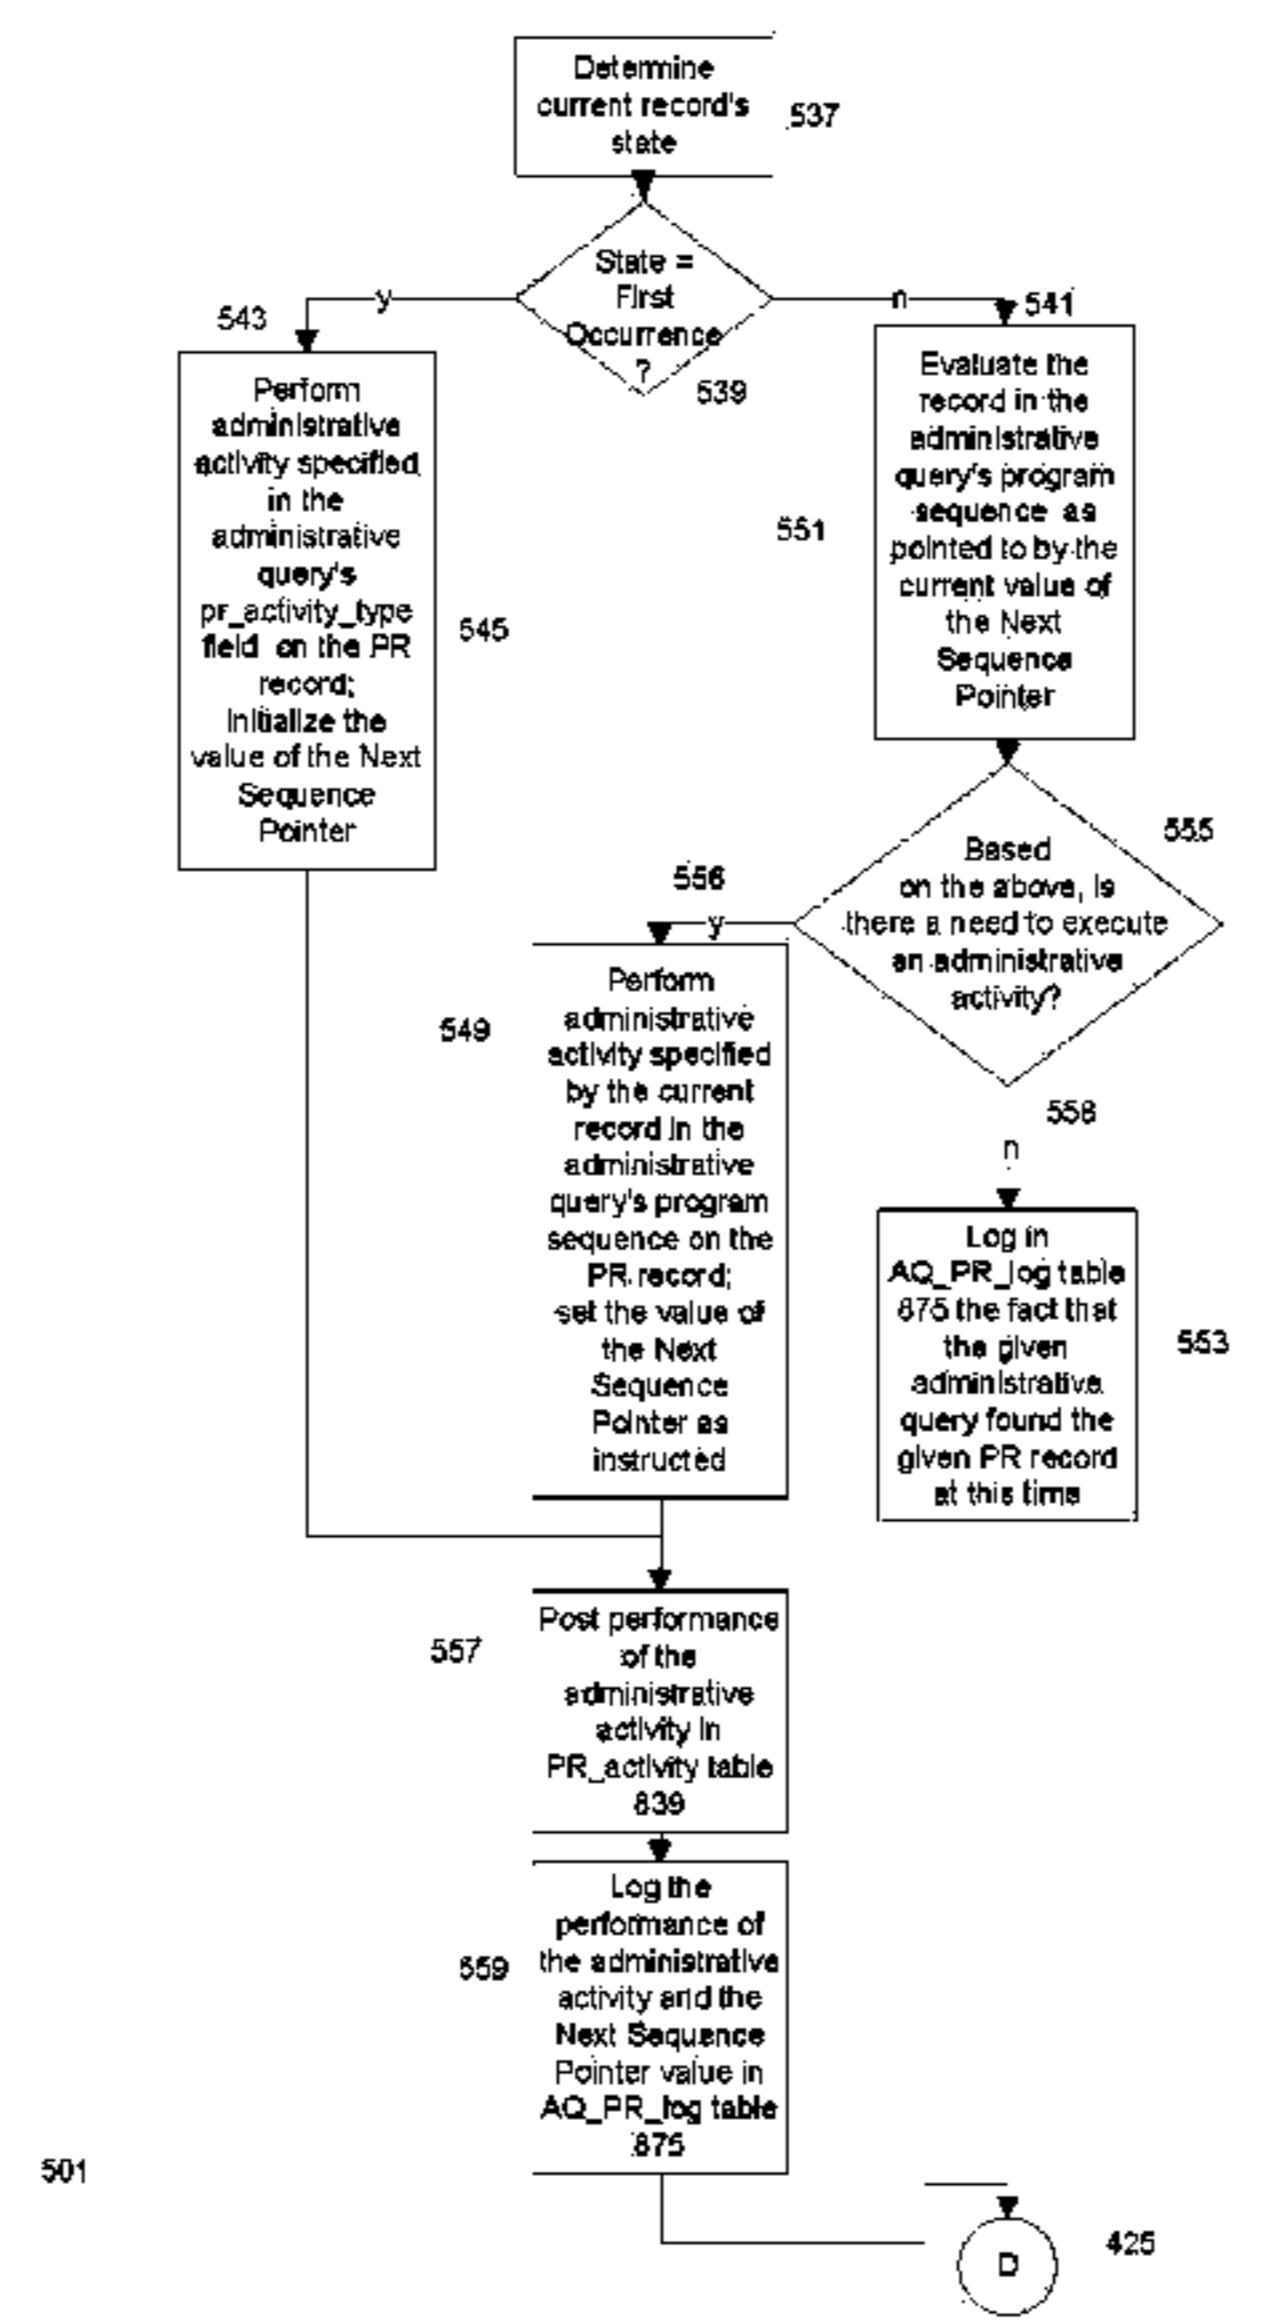 Determine
current record's
state
537
State =
First
Occurrence
?
539
y
n
543
541
Perform
administrative
activity specified
in the
administrative
query's
pr_activity_type
field on the PR
record;
Initialize the
value of the Next
Sequence
Pointer
545
Evaluate the
record in the
administrative
query's program
sequence as
pointed to by the
current value of
the Next
Sequence
Pointer
551
Based
on the above, is
there a need to execute
an administrative
activity?
555
556
y
558
n
Perform
administrative
activity specified
by the current
record in the
administrative
query's program
sequence on the
PR record;
set the value of
the Next
Sequence
Pointer as
instructed
549
Log in
AQ_PR_log table
875 the fact that
the given
administrative
query found the
given PR record
at this time
553
Post performance
of the
administrative
activity in
PR_activity table
839
557
Log the
performance of
the administrative
activity and the
Next Sequence
Pointer value in
AQ_PR_log table
875
559
501
D
425